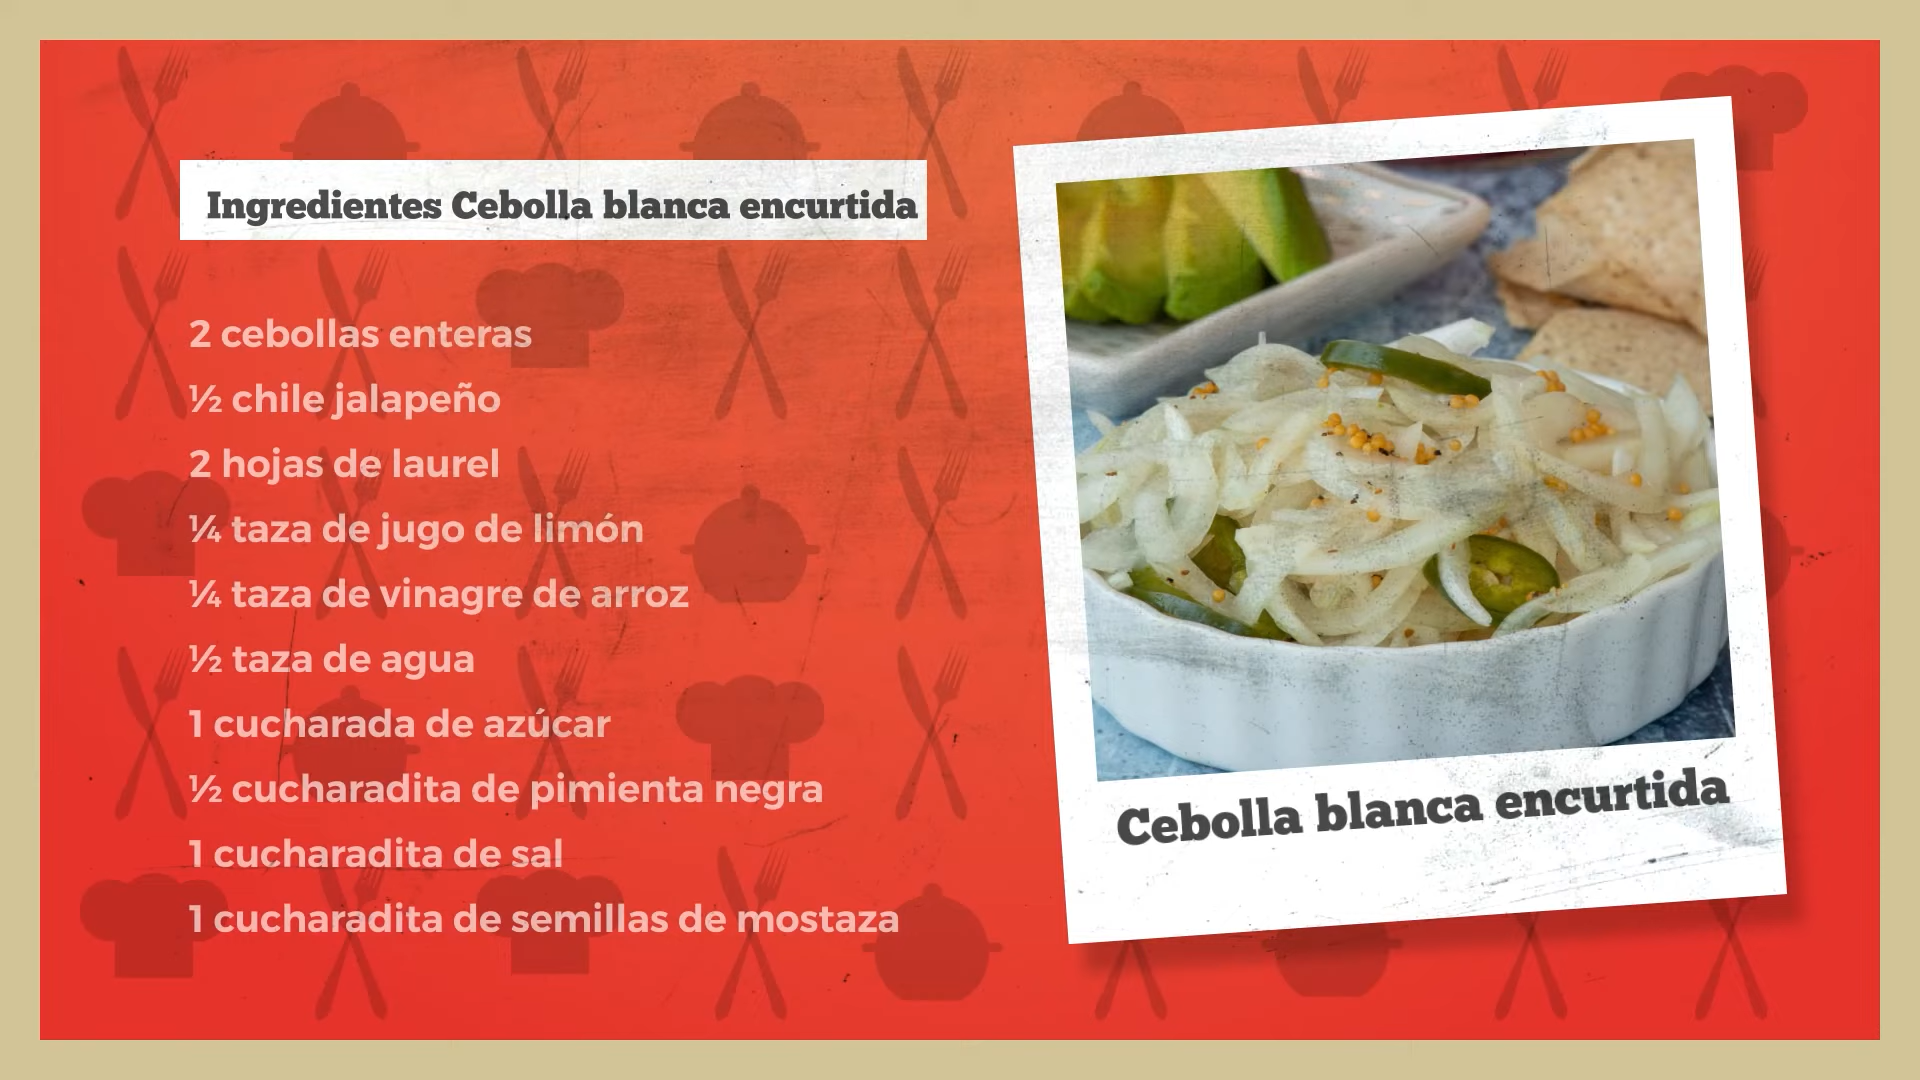 Ingredientes Cebolla blanca encurtida
2 cebollas enteras
½ chile jalapeño
2 hojas de laurel
¼ taza de jugo de limón
¼ taza de vinagre de arroz
½ taza de agua
1 cucharada de azúcar
½ cucharadita de pimienta negra
1 cucharadita de sal
1 cucharadita de semillas de mostaza
Cebolla blanca encurtida